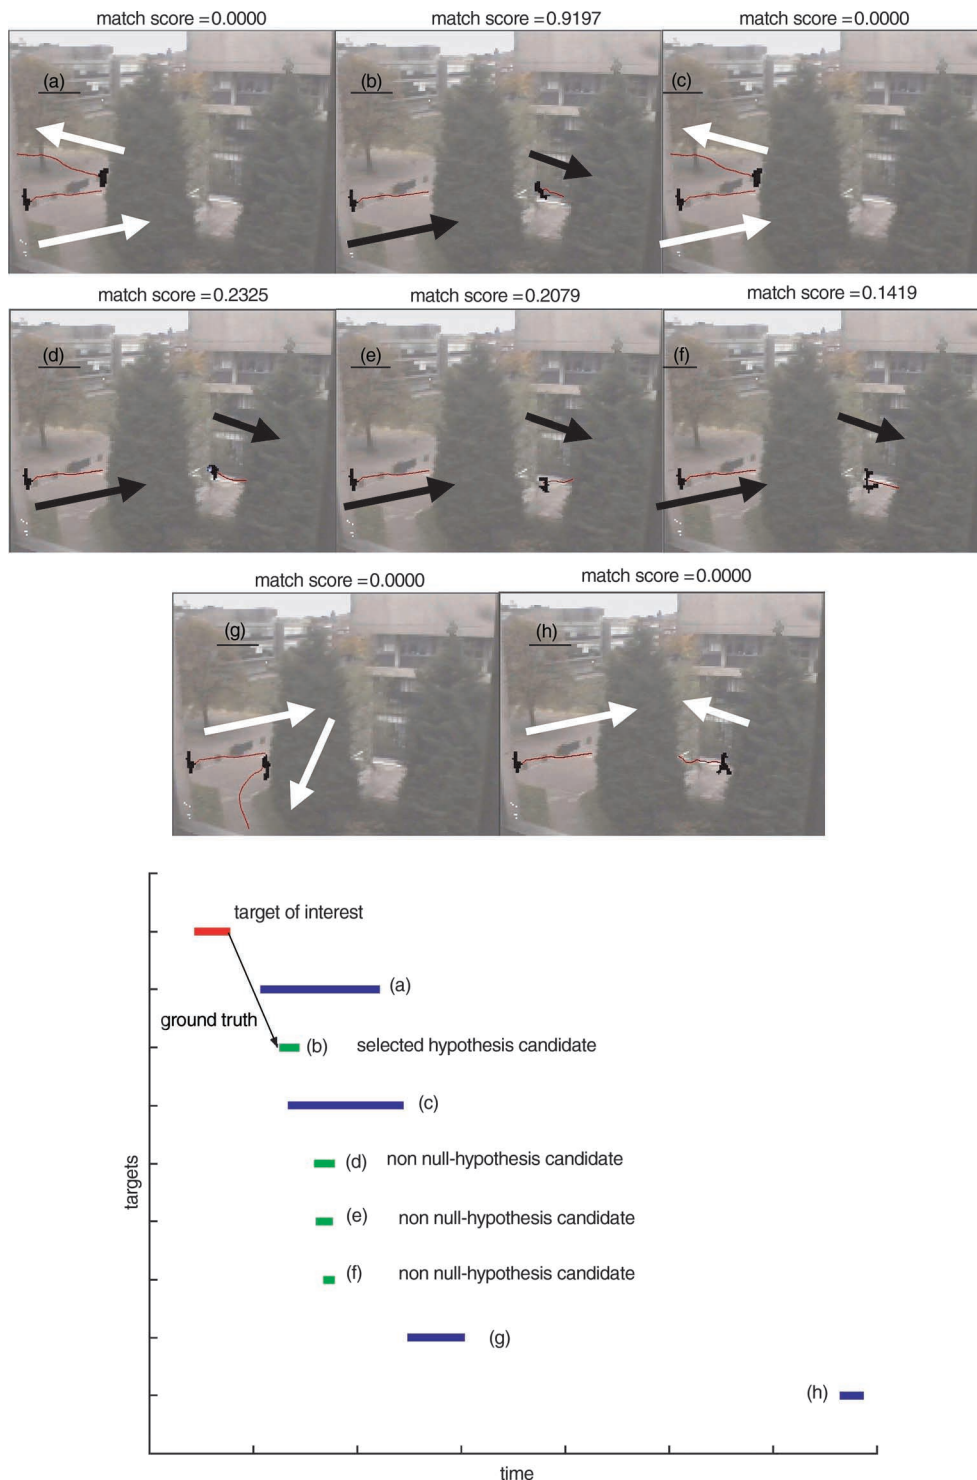 match score=0.0000 match score=0.9197 match score=0.0000
(a) (b) (c)
match score=0.2325 match score=0.2079 match score=0.1419
(d) (e) (f)
match score=0.0000 match score=0.0000
(g) (h)
target of interest
(a)
ground truth
(b) selected hypothesis candidate
(c)
(d) non null-hypothesis candidate
(e) non null-hypothesis candidate
(f) non null-hypothesis candidate
(g)
(h)
targets
time